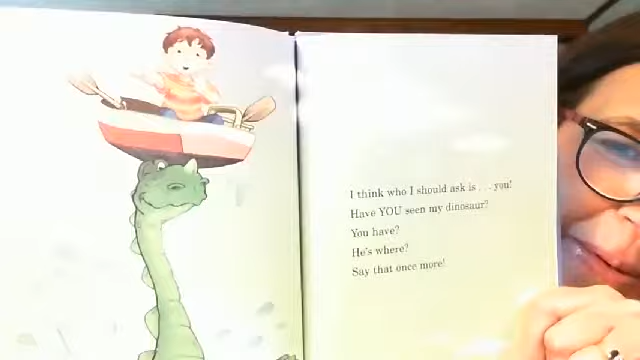 I think who I should ask is . . . you!
Have YOU seen my dinosaur?
You have?
He's where?
Say that once more!